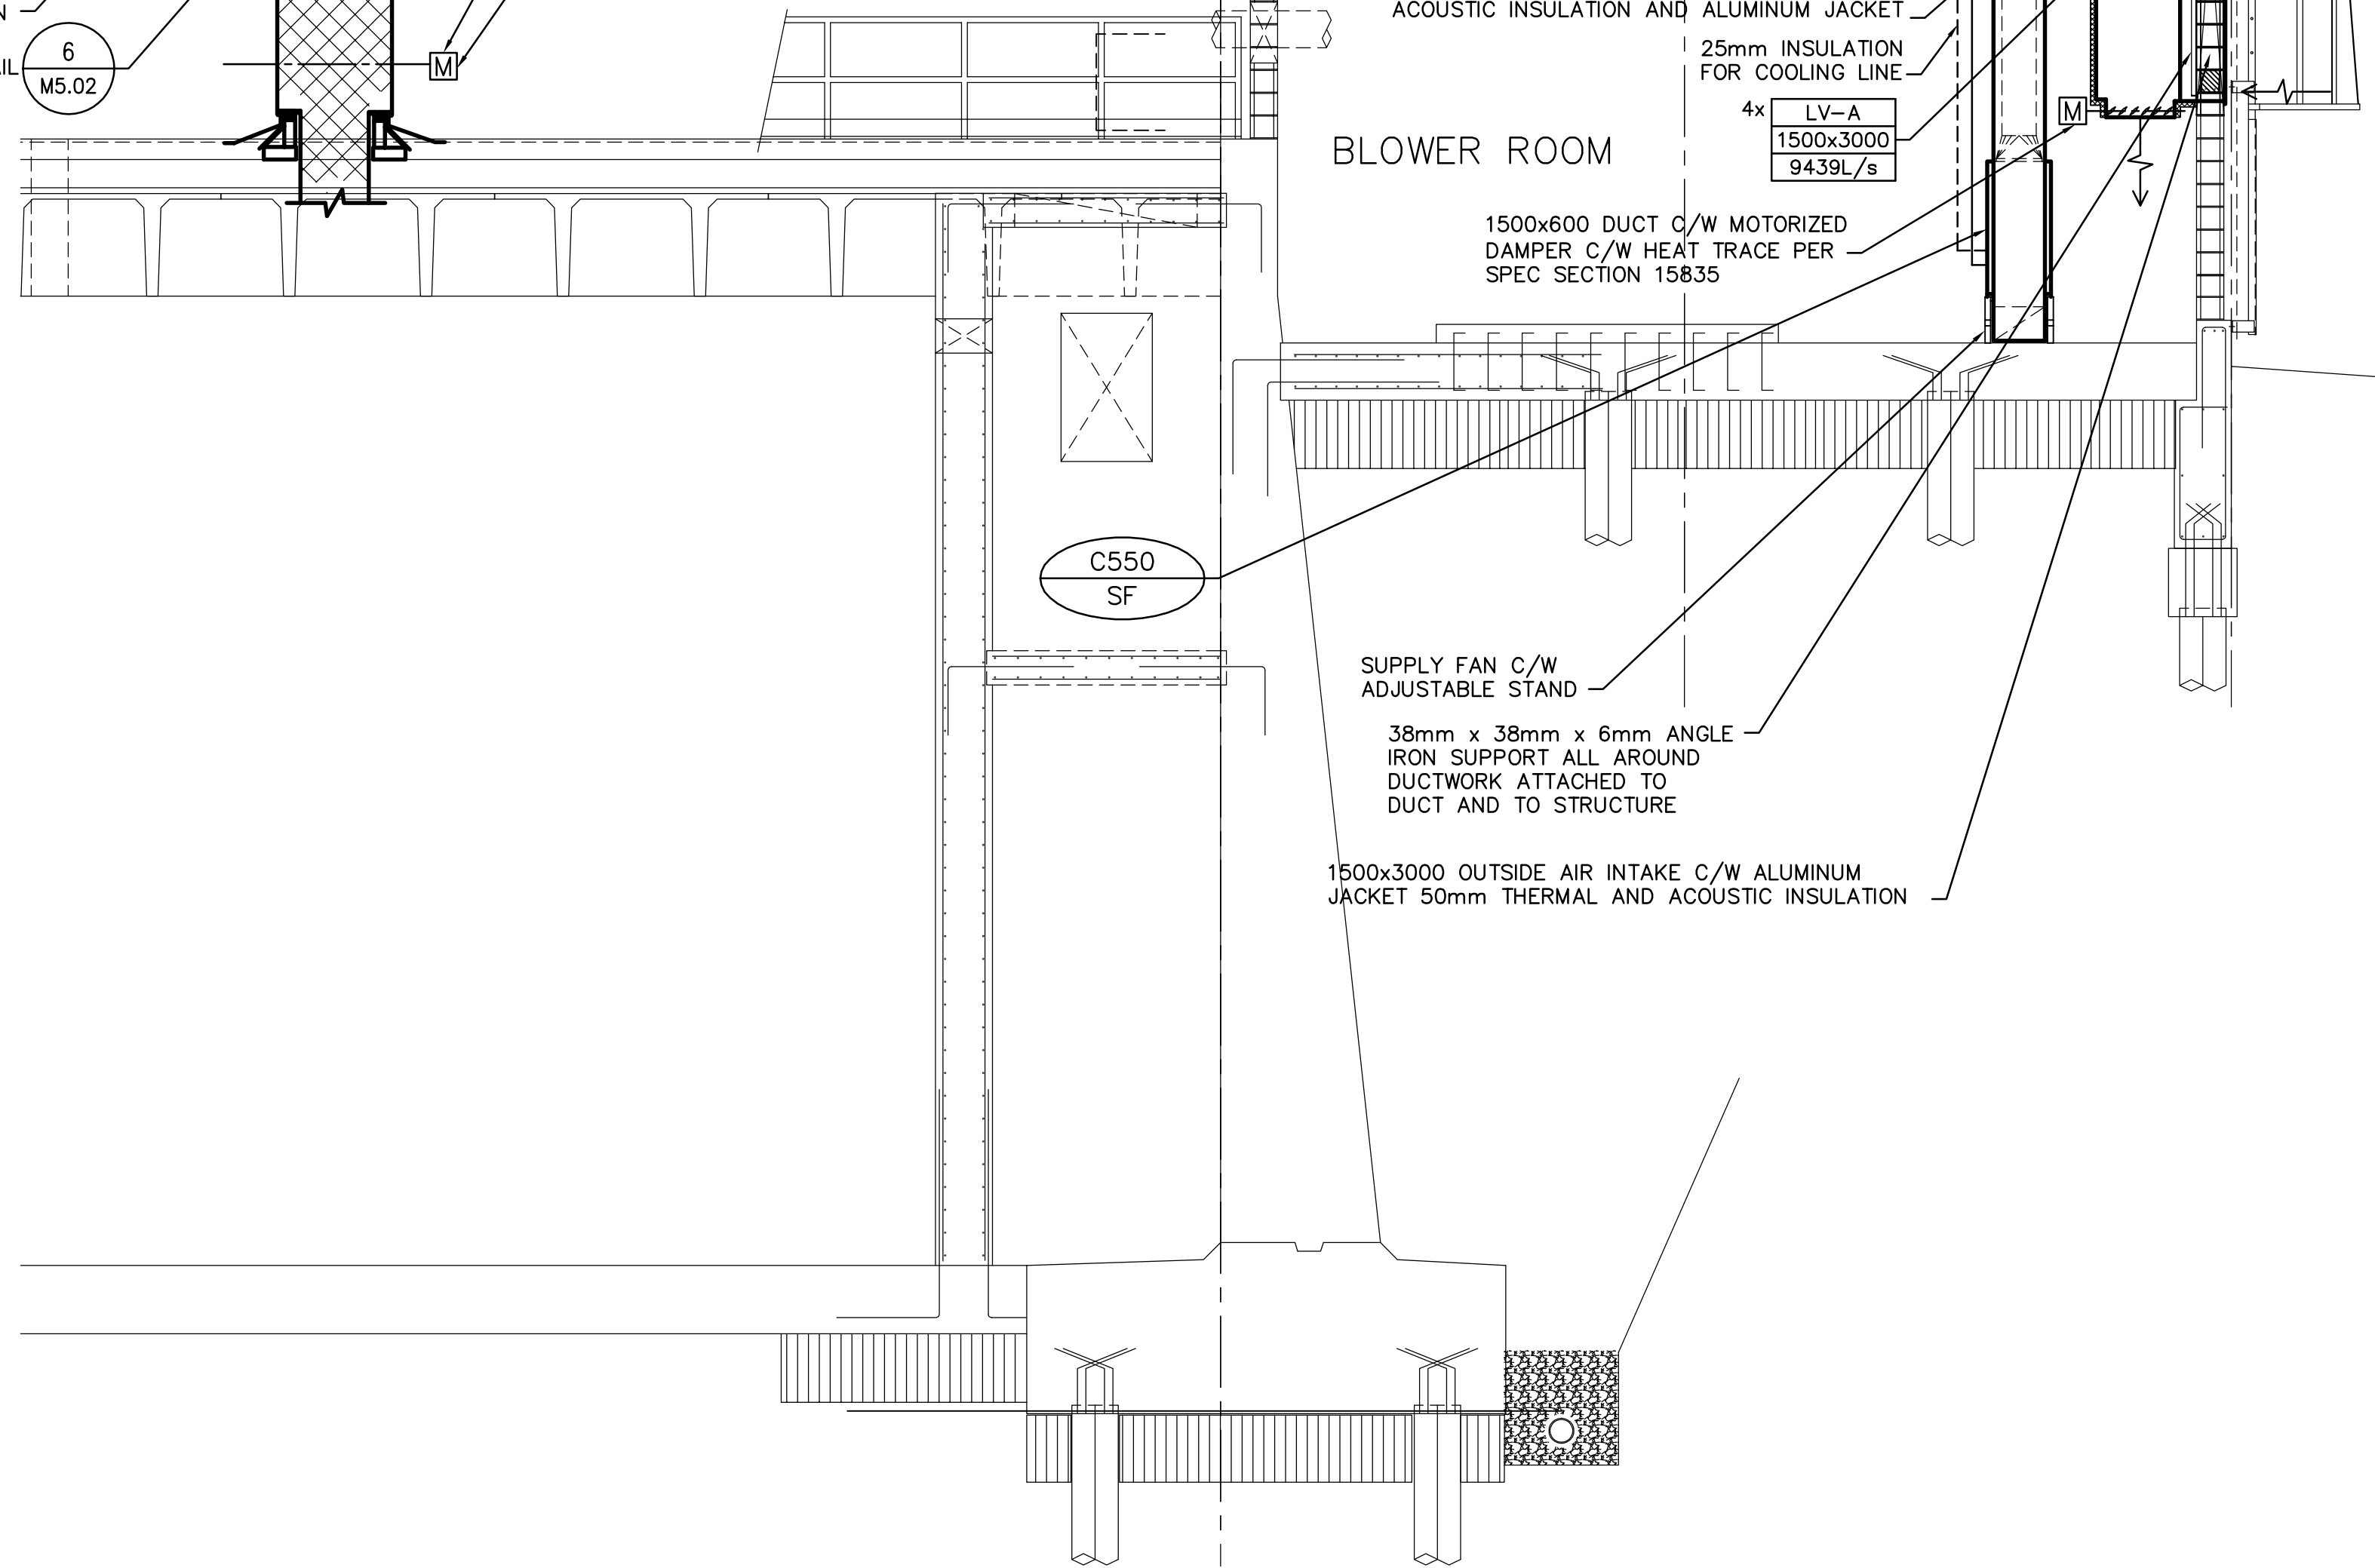 N
IL
6
M5.02
M
ACOUSTIC INSULATION AND ALUMINUM JACKET
25mm INSULATION
FOR COOLING LINE
4x
LV-A
1500x3000
9439L/s
M
BLOWER ROOM
1500x600 DUCT C/W MOTORIZED
DAMPER C/W HEAT TRACE PER
SPEC SECTION 15835
C550
SF
SUPPLY FAN C/W
ADJUSTABLE STAND
38mm x 38mm x 6mm ANGLE
IRON SUPPORT ALL AROUND
DUCTWORK ATTACHED TO
DUCT AND TO STRUCTURE
1500x3000 OUTSIDE AIR INTAKE C/W ALUMINUM
JACKET 50mm THERMAL AND ACOUSTIC INSULATION